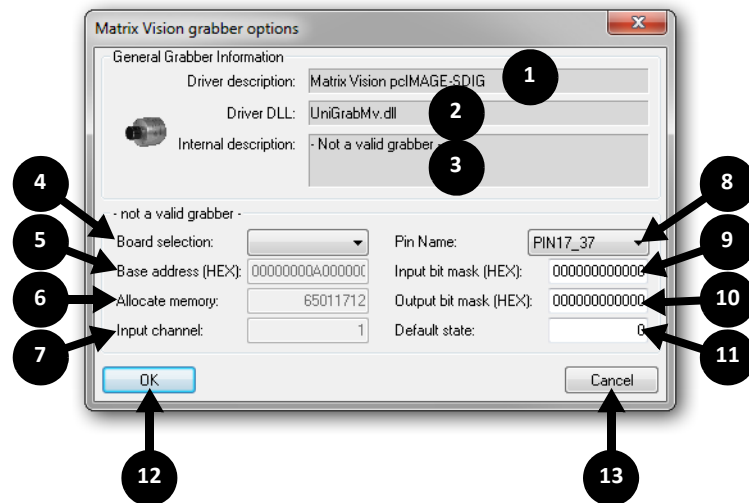 Matrix Vision grabber options
General Grabber Information
Driver description: Matrix Vision pcIMAGE-SDIG 1
Driver DLL: UniGrabMv.dll 2
Internal description: - Not a valid grabber - 3
4 8
- not a valid grabber -
Board selection: Pin Name: PIN17_37
5 Base address (HEX): 00000000A000000( Input bit mask (HEX): 000000000000 9
6 Allocate memory: 65011712 Output bit mask (HEX): 000000000000 10
Input channel: 1 Default state: 0
7 11
OK Cancel
12 13